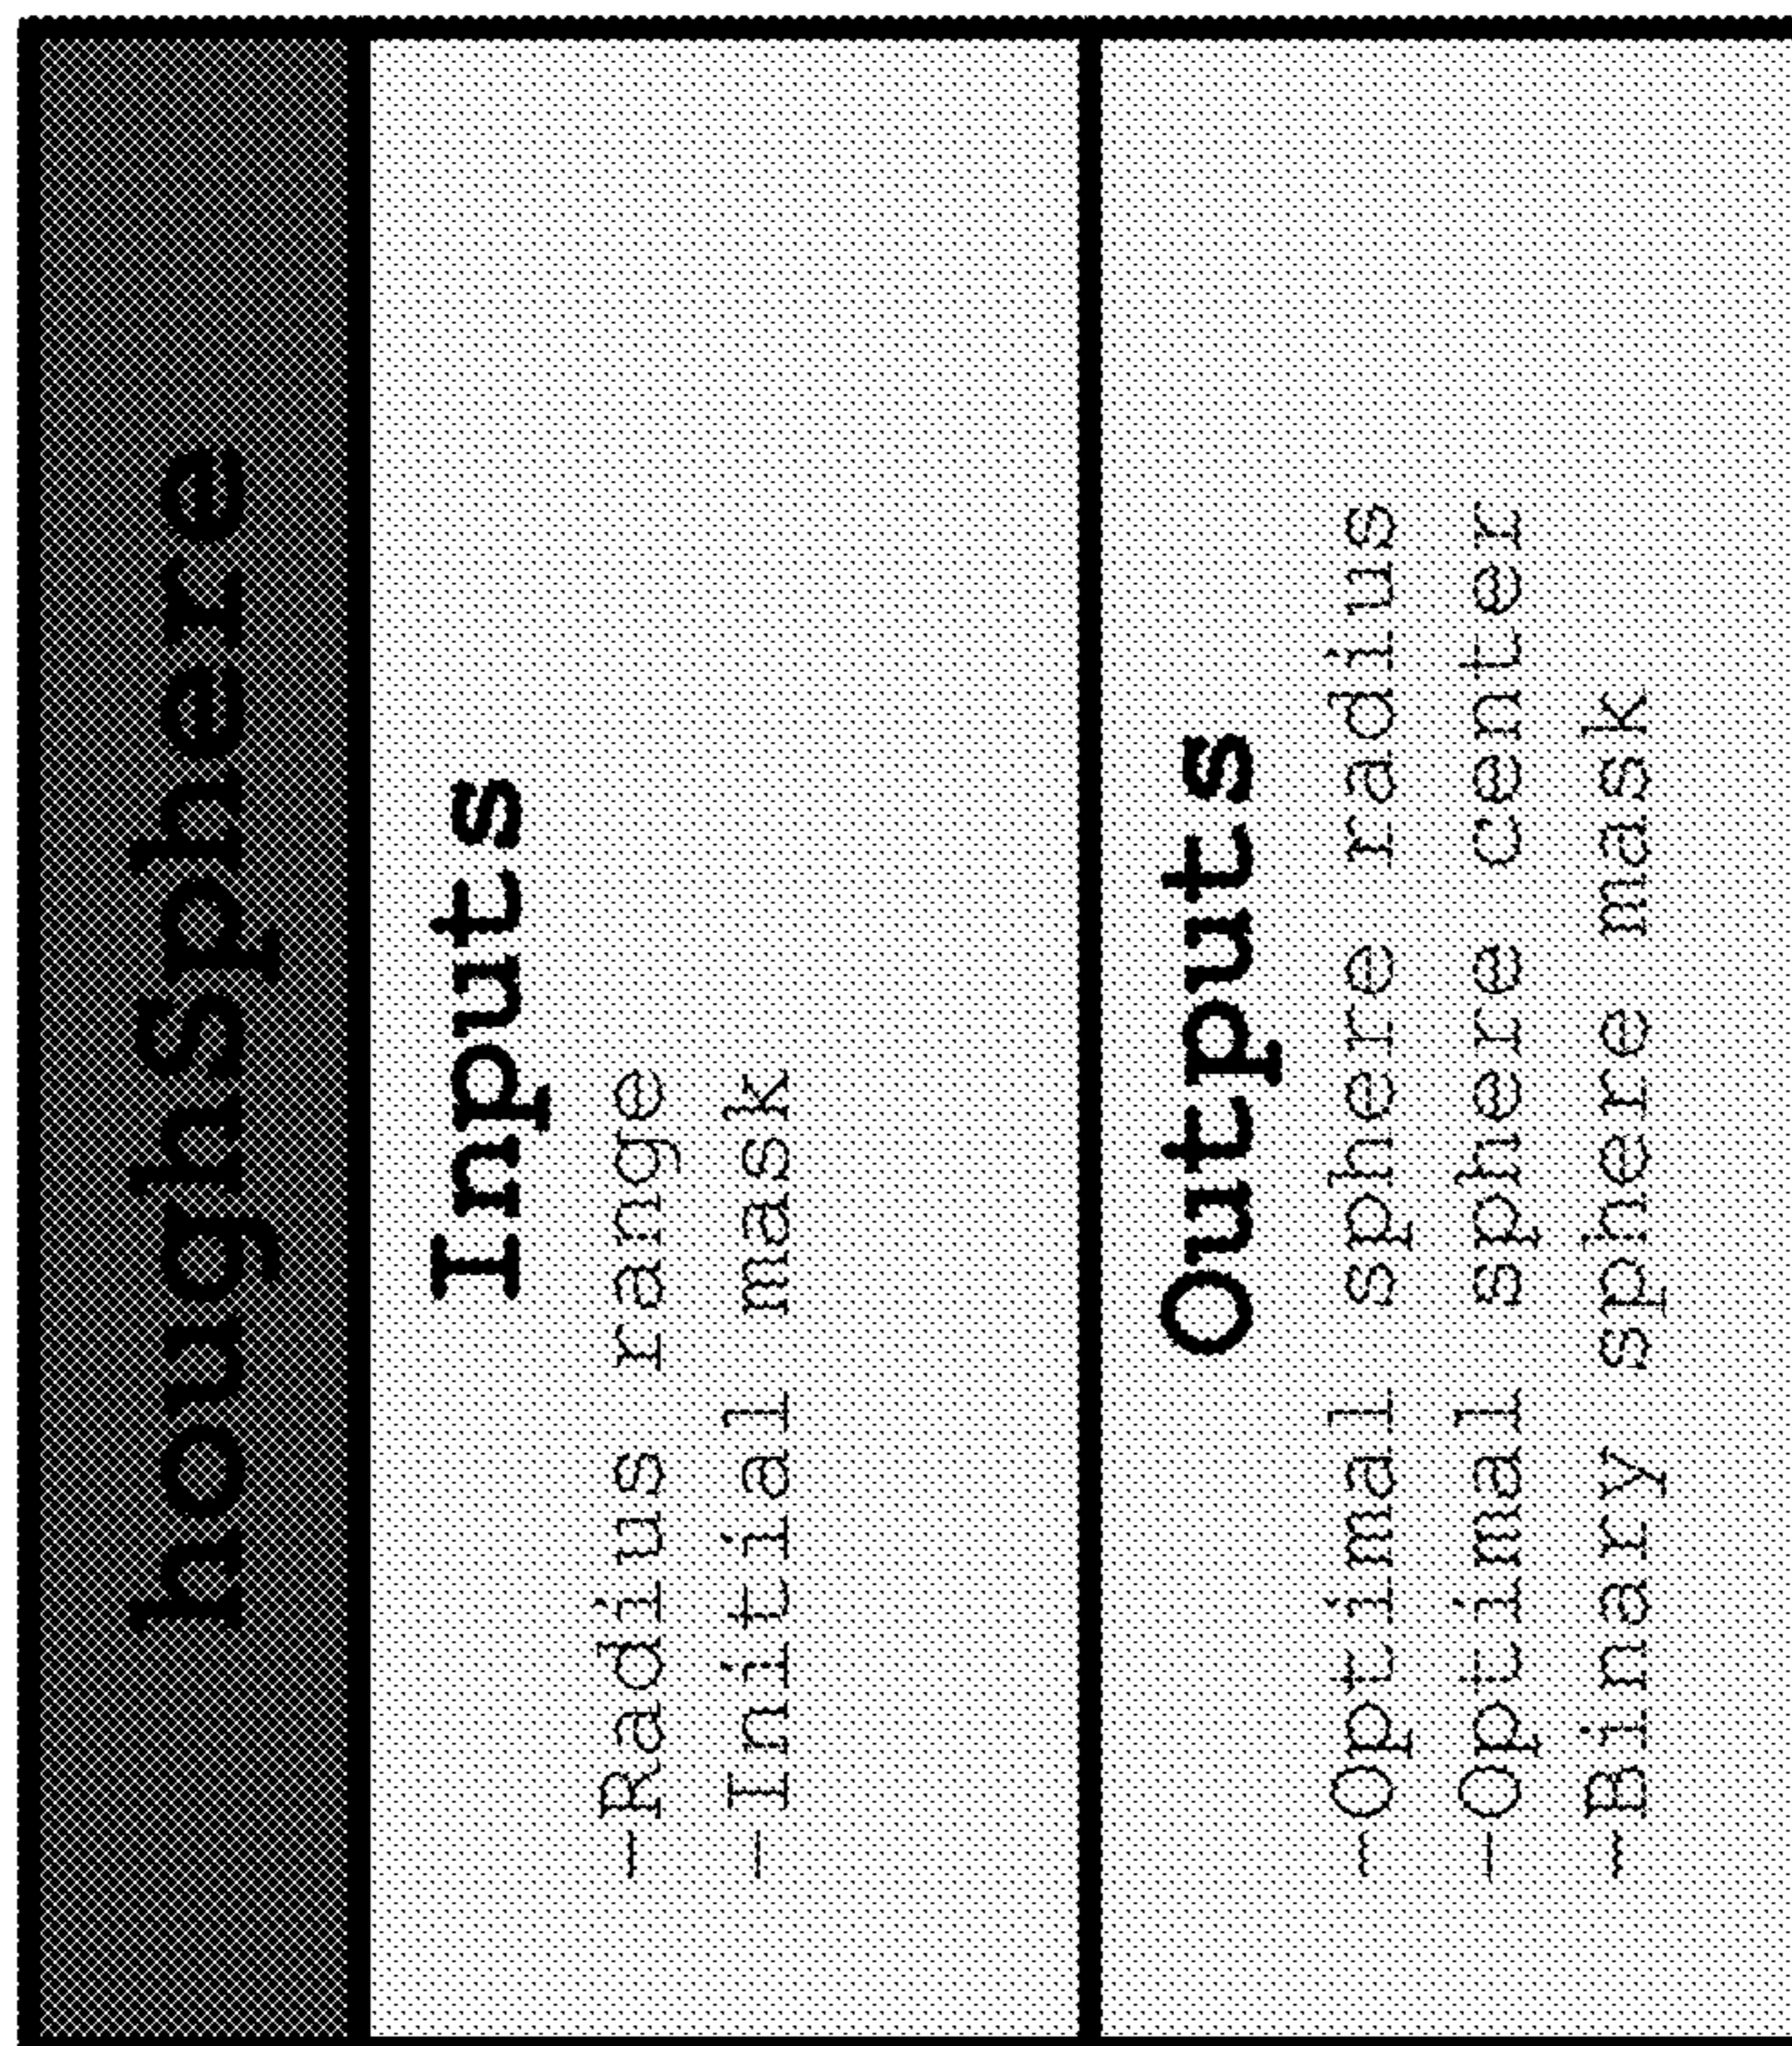 houghSphere
Inputs
-Radius range
-Initial mask
Outputs
-Optimal sphere radius
-Optimal sphere center
-Binary sphere mask